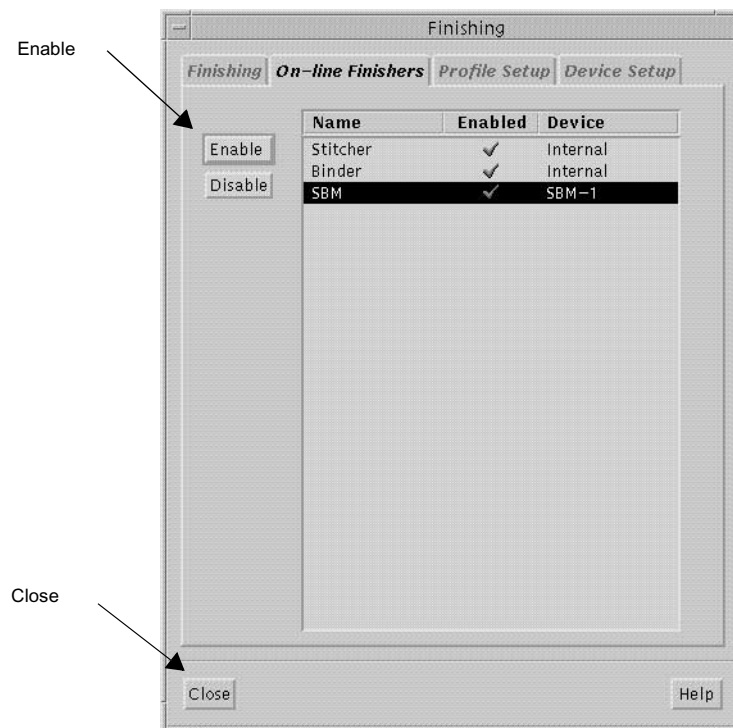 Finishing
Enable
Finishing On-line Finishers Profile Setup Device Setup
Name Enabled Device
Enable
Stitcher ✓ Internal
Binder ✓ Internal
Disable
SBM ✓ SBM-1
Close
Close
Help